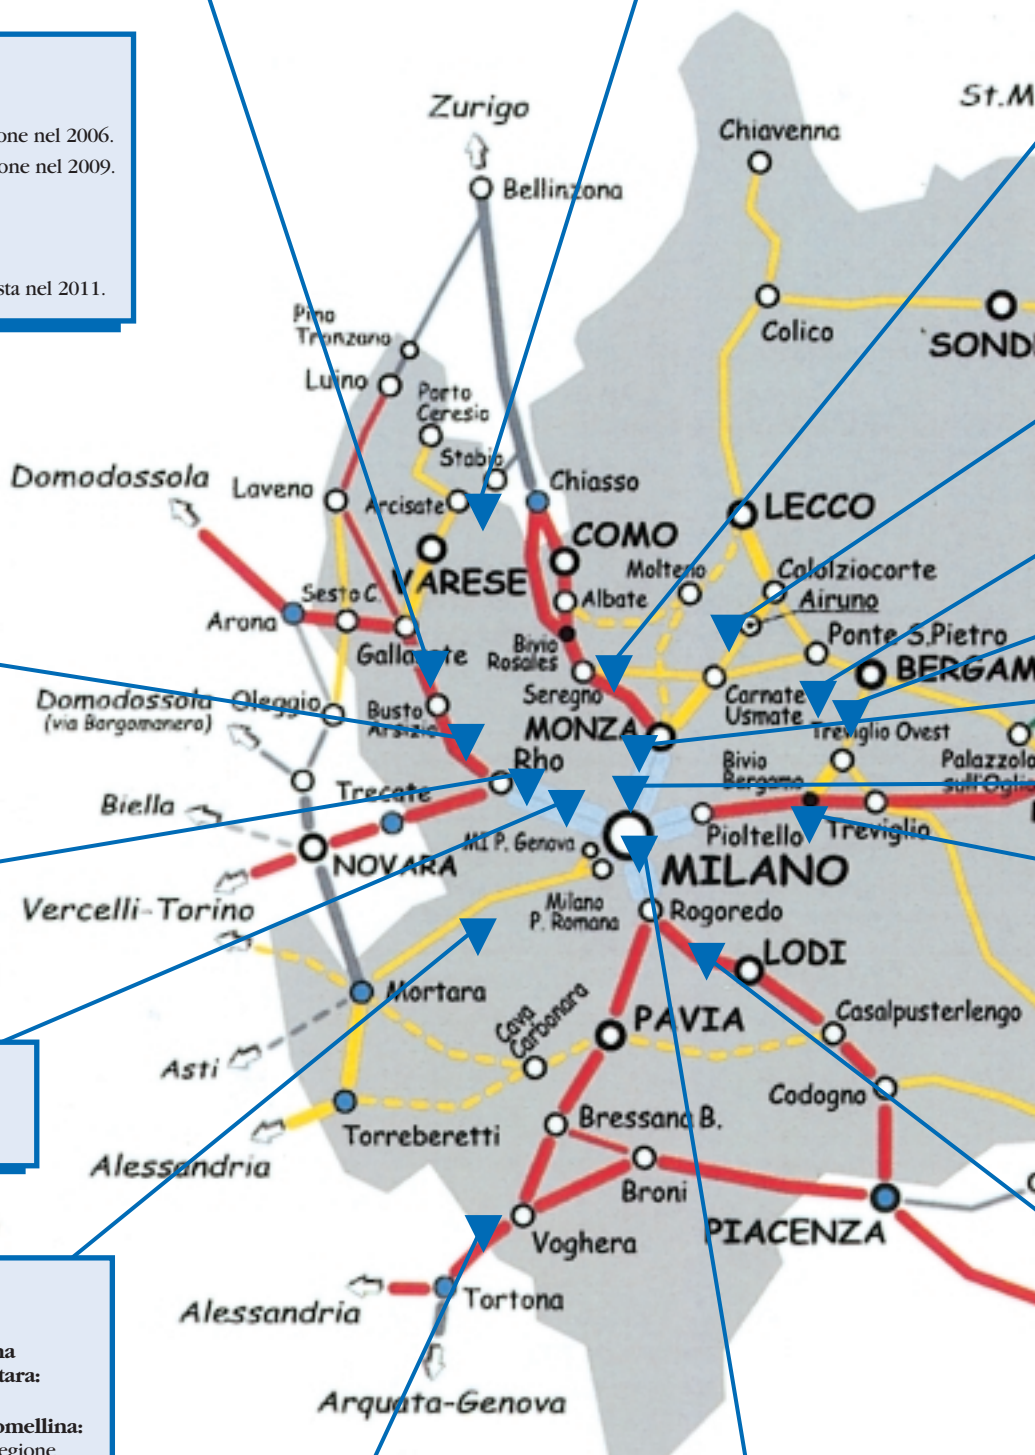 one nel 2006.
one nel 2009.
sta nel 2011.
Zurigo
St.M
Chiavenna
Bellinzona
Colico
SOND
Pino
Tronzano
Luino
Porto
Ceresio
Stabio
Domodossola
Laveno
Arcisate
Chiasso
LECCO
COMO
VARESE
Molteno
Calolziocorte
Airuno
Sesto C.
Albate
Arona
Gallarate
Bivio
Rosales
Ponte S.Pietro
BERGAM
Seregno
Carnate
Usmate
Domodossola
(via Borgomanero)
Oleggio
Busto
Arsizio
MONZA
Treviglio Ovest
Rho
Bivio
Bergamo
Palazzolo
sull'Oglio
Biella
Trecate
MI P. Genova
Pioltello
Treviglio
NOVARA
MILANO
Vercelli-Torino
Milano
P. Romana
Rogoredo
LODI
Mortara
Cava
Carbonara
PAVIA
Casalpusterlengo
Asti
Codogno
Bressana B.
Torreberetti
Alessandria
Broni
PIACENZA
Voghera
Alessandria
Tortona
na
tara:
Arquata-Genova
omellina:
egione